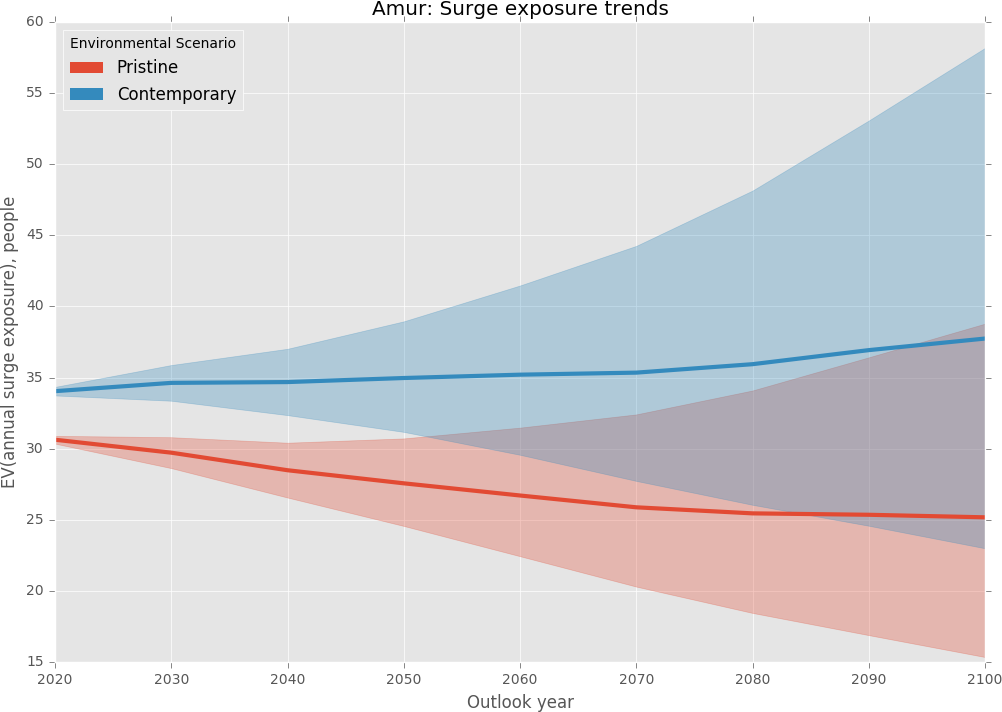 Amur: Surge exposure trends
Environmental Scenario
Pristine
Contemporary
EV(annual surge exposure), people
60
55
50
45
40
35
30
25
20
15
2020 2030 2040 2050 2060 2070 2080 2090 2100
Outlook year